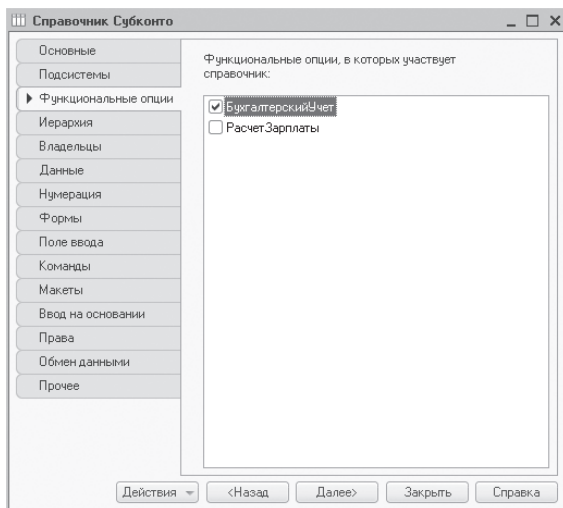 Справочник Субконто
Основные
Подсистемы
Функциональные опции
Иерархия
Владельцы
Данные
Нумерация
Формы
Поле ввода
Команды
Макеты
Ввод на основании
Права
Обмен данными
Прочее
Функциональные опции, в которых участвует
справочник:
БухгалтерскийУчет
РасчетЗарплаты
Действия
<Назад
Далее>
Закрыть
Справка